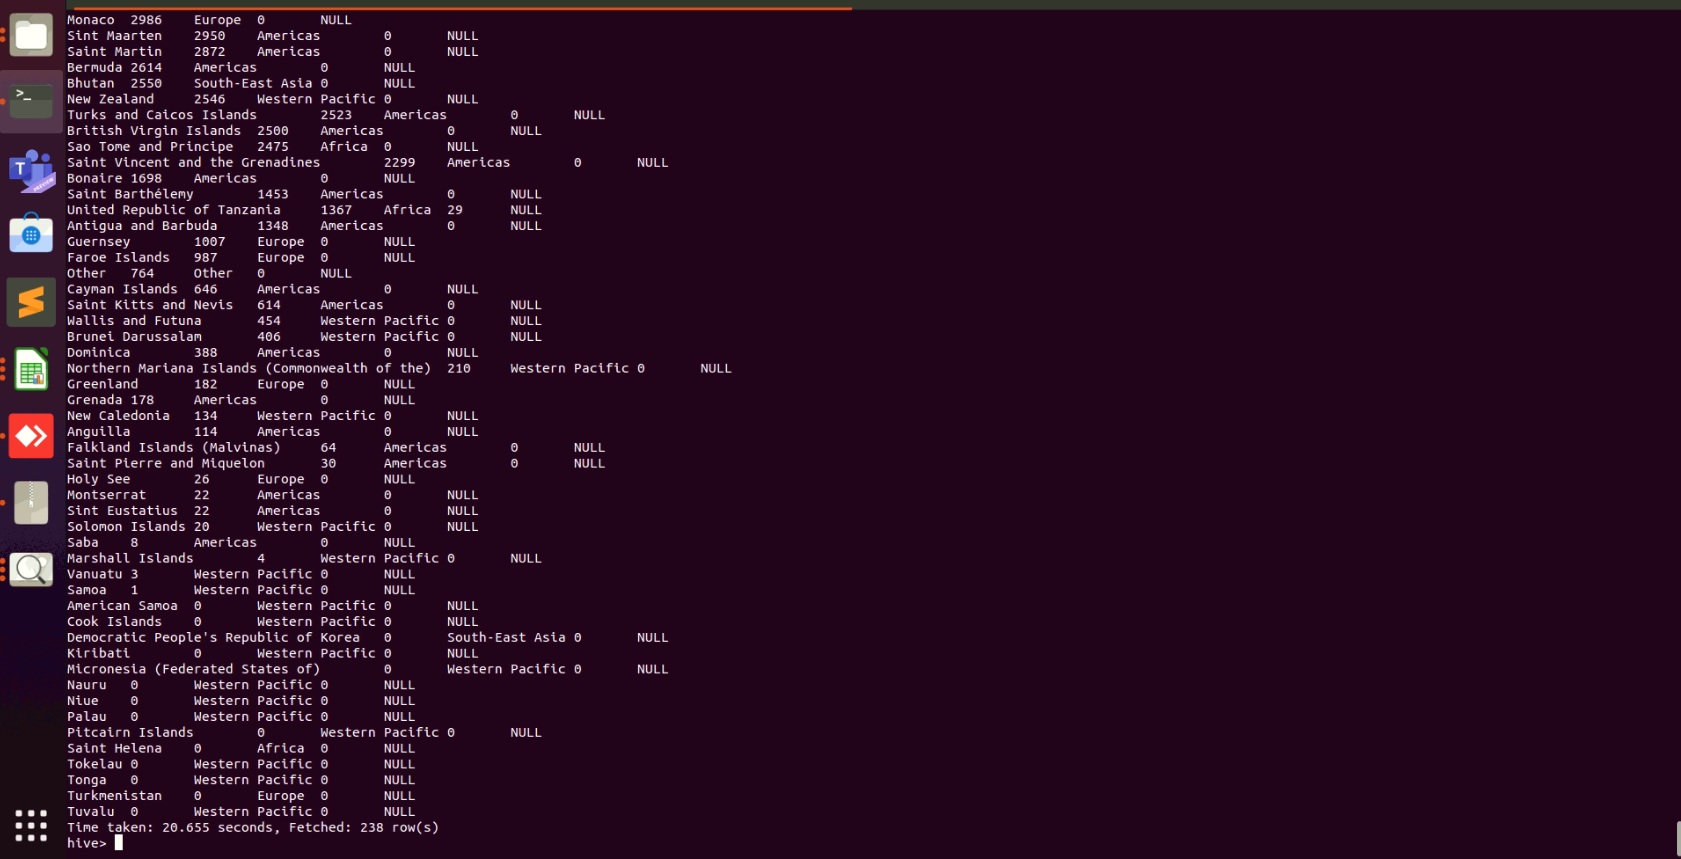 Monaco	2986	Europe	0	NULL
Sint Maarten	2950	Americas	0	NULL
Saint Martin	2872	Americas	0	NULL
Bermuda	2614	Americas	0	NULL
Bhutan	2550	South-East Asia	0	NULL
New Zealand	2546	Western Pacific	0	NULL
Turks and Caicos Islands	2523	Americas	0	NULL
British Virgin Islands	2500	Americas	0	NULL
Sao Tome and Principe	2475	Africa	0	NULL
Saint Vincent and the Grenadines	2299	Americas	0	NULL
Bonaire	1698	Americas	0	NULL
Saint Barthélemy	1453	Americas	0	NULL
United Republic of Tanzania	1367	Africa	29	NULL
Antigua and Barbuda	1348	Americas	0	NULL
Guernsey	1007	Europe	0	NULL
Faroe Islands	987	Europe	0	NULL
Other	764	Other	0	NULL
Cayman Islands	646	Americas	0	NULL
Saint Kitts and Nevis	614	Americas	0	NULL
Wallis and Futuna	454	Western Pacific	0	NULL
Brunei Darussalam	406	Western Pacific	0	NULL
Dominica	388	Americas	0	NULL
Northern Mariana Islands (Commonwealth of the)	210	Western Pacific	0	NULL
Greenland	182	Europe	0	NULL
Grenada	178	Americas	0	NULL
New Caledonia	134	Western Pacific	0	NULL
Anguilla	114	Americas	0	NULL
Falkland Islands (Malvinas)	64	Americas	0	NULL
Saint Pierre and Miquelon	30	Americas	0	NULL
Holy See	26	Europe	0	NULL
Montserrat	22	Americas	0	NULL
Sint Eustatius	22	Americas	0	NULL
Solomon Islands	20	Western Pacific	0	NULL
Saba	8	Americas	0	NULL
Marshall Islands	4	Western Pacific	0	NULL
Vanuatu	3	Western Pacific	0	NULL
Samoa	1	Western Pacific	0	NULL
American Samoa	0	Western Pacific	0	NULL
Cook Islands	0	Western Pacific	0	NULL
Democratic People's Republic of Korea	0	South-East Asia	0	NULL
Kiribati	0	Western Pacific	0	NULL
Micronesia (Federated States of)	0	Western Pacific	0	NULL
Nauru	0	Western Pacific	0	NULL
Niue	0	Western Pacific	0	NULL
Palau	0	Western Pacific	0	NULL
Pitcairn Islands	0	Western Pacific	0	NULL
Saint Helena	0	Africa	0	NULL
Tokelau	0	Western Pacific	0	NULL
Tonga	0	Western Pacific	0	NULL
Turkmenistan	0	Europe	0	NULL
Tuvalu	0	Western Pacific	0	NULL
Time taken: 20.655 seconds, Fetched: 238 row(s)
hive>
>_
T
PREVIEW